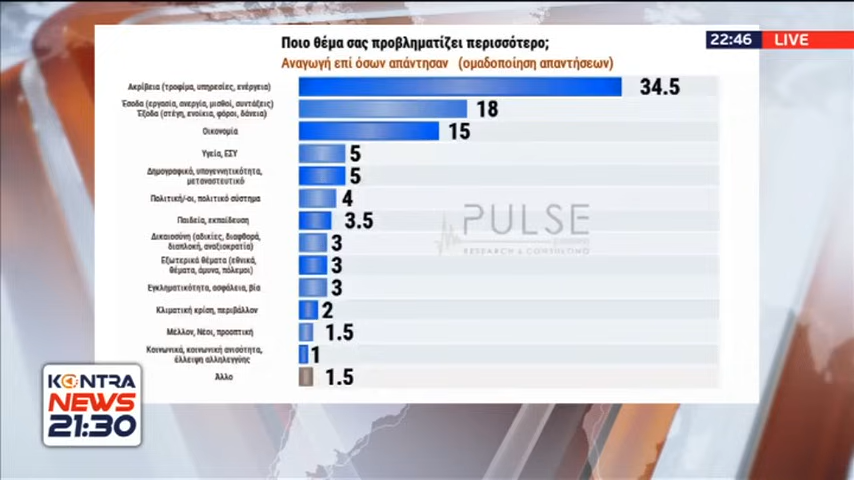 Ποιο θέμα σας προβληματίζει περισσότερο;
Αναγωγή επί όσων απάντησαν (ομαδοποίηση απαντήσεων)
22:46 LIVE
Ακρίβεια (τροφίμα, υπηρεσίες, ενέργεια) 34.5
Έσοδα (εργασία, ανεργία, μισθοί, συντάξεις)
Έξοδα (στέγη, ενοίκια, φόροι, δάνεια) 18
Οικονομία 15
Υγεία, ΕΣΥ 5
Δημογραφικό, υπογεννητικότητα,
μεταναστευτικό 5
Πολιτική/-οι, πολιτικό σύστημα 4
Παιδεία, εκπαίδευση 3.5
Δικαιοσύνη (αδικίες, διαφθορά,
διαπλοκή, αναξιοκρατία) 3
Εξωτερικά θέματα (εθνικά,
θέματα, άμυνα, πόλεμοι) 3
Εγκληματικότητα, ασφάλεια, βία 3
Κλιματική κρίση, περιβάλλον 2
Μέλλον, Νέοι, προοπτική 1.5
Κοινωνικά, κοινωνική ανισότητα,
έλλειψη αλληλεγγύης 1
Άλλο 1.5
PULSE
RESEARCH & CONSULTING
KONTRA
NEWS
21:30